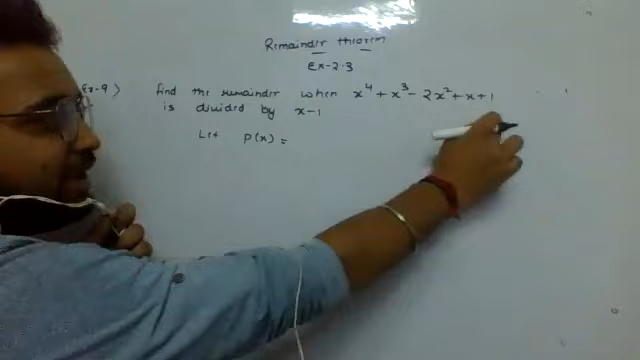 Remainder theorem
Ex-2.3
Ex-9) find the remainder when x⁴ + x³ - 2x² + x + 1
is divided by x-1
Let P(x) =